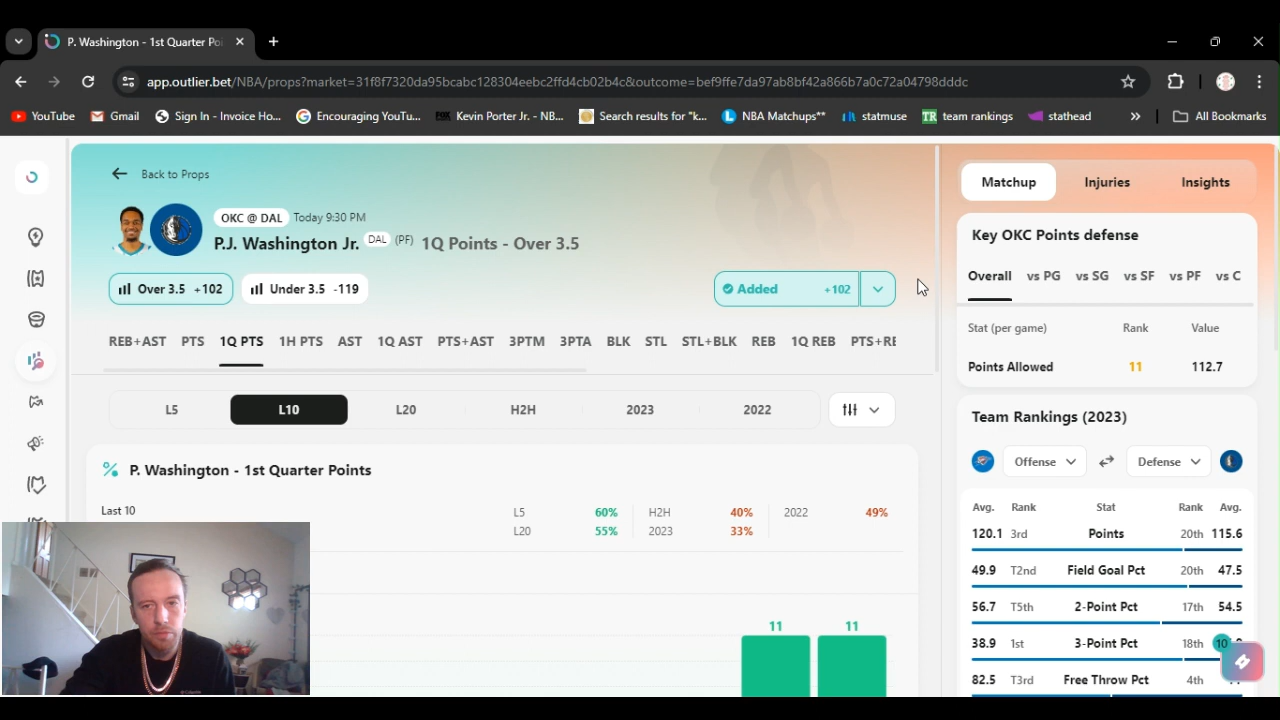 P. Washington - 1st Quarter Poi
app.outlier.bet/NBA/props?market=31f8f7320da95bcabc128304eebc2ffd4cb02b4c&outcome=bef9ffe7da97ab8bf42a866b7a0c72a04798dddc
YouTube Gmail Sign In - Invoice Ho... Encouraging YouTu... Kevin Porter Jr. - NB... Search results for "k... NBA Matchups** statmuse TR team rankings stathead All Bookmarks
Back to Props
OKC @ DAL Today 9:30 PM
P.J. Washington Jr. DAL (PF) 1Q Points - Over 3.5
Over 3.5 +102 Under 3.5 -119 Added +102
REB+AST PTS 1Q PTS 1H PTS AST 1Q AST PTS+AST 3PTM 3PTA BLK STL STL+BLK REB 1Q REB PTS+RE
L5 L10 L20 H2H 2023 2022
P. Washington - 1st Quarter Points
Last 10
L5 60% H2H 40% 2022 49%
L20 55% 2023 33%
11 11
Matchup Injuries Insights
Key OKC Points defense
Overall vs PG vs SG vs SF vs PF vs C
Stat (per game) Rank Value
Points Allowed 11 112.7
Team Rankings (2023)
Offense Defense
Avg. Rank Stat Rank Avg.
120.1 3rd Points 20th 115.6
49.9 T2nd Field Goal Pct 20th 47.5
56.7 T5th 2-Point Pct 17th 54.5
38.9 1st 3-Point Pct 18th
82.5 T3rd Free Throw Pct 4th